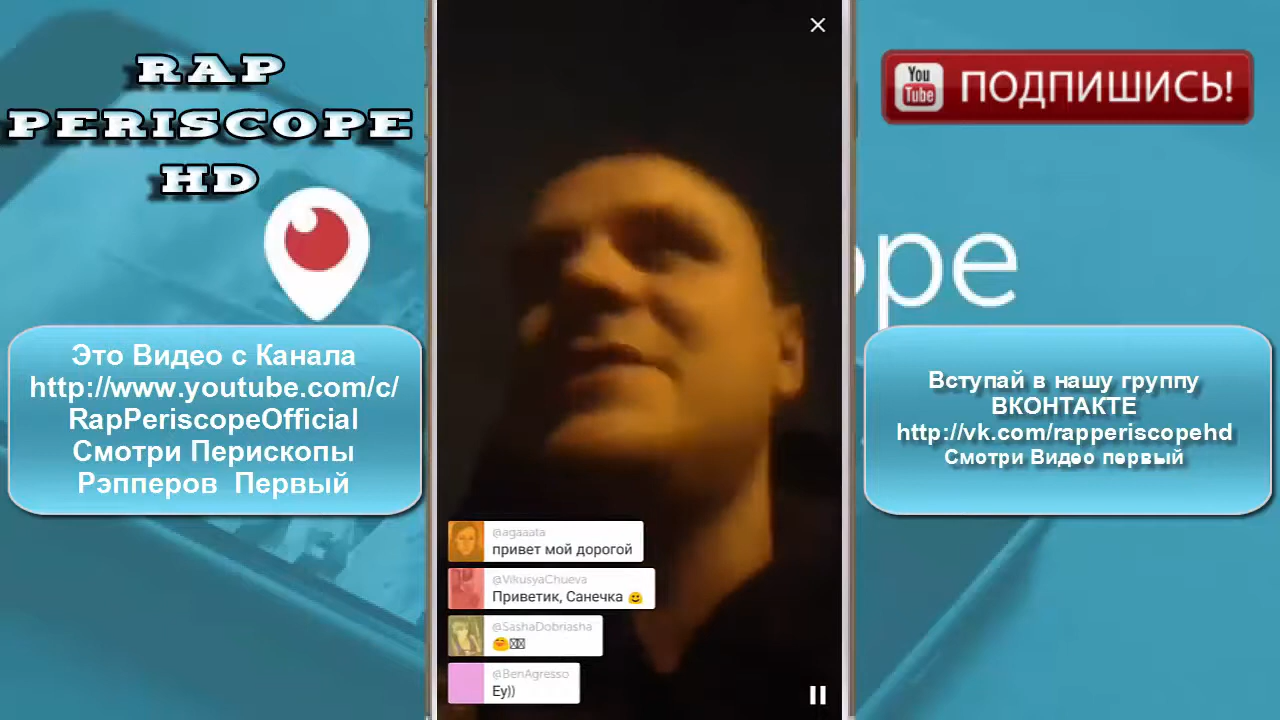 RAP
PERISCOPE
HD
Это Видео с Канала
http://www.youtube.com/c/
RapPeriscopeOfficial
Смотри Перископы
Рэпперов Первый
@agaaata
привет мой дорогой
@VikusyaChueva
Приветик, Санечка
@SashaDobriasha
@BenAgresso
Еу))
You
Tube
ПОДПИШИСЬ!
ope
Вступай в нашу группу
ВКОНТАКТЕ
http://vk.com/rapperiscopehd
Смотри Видео первый